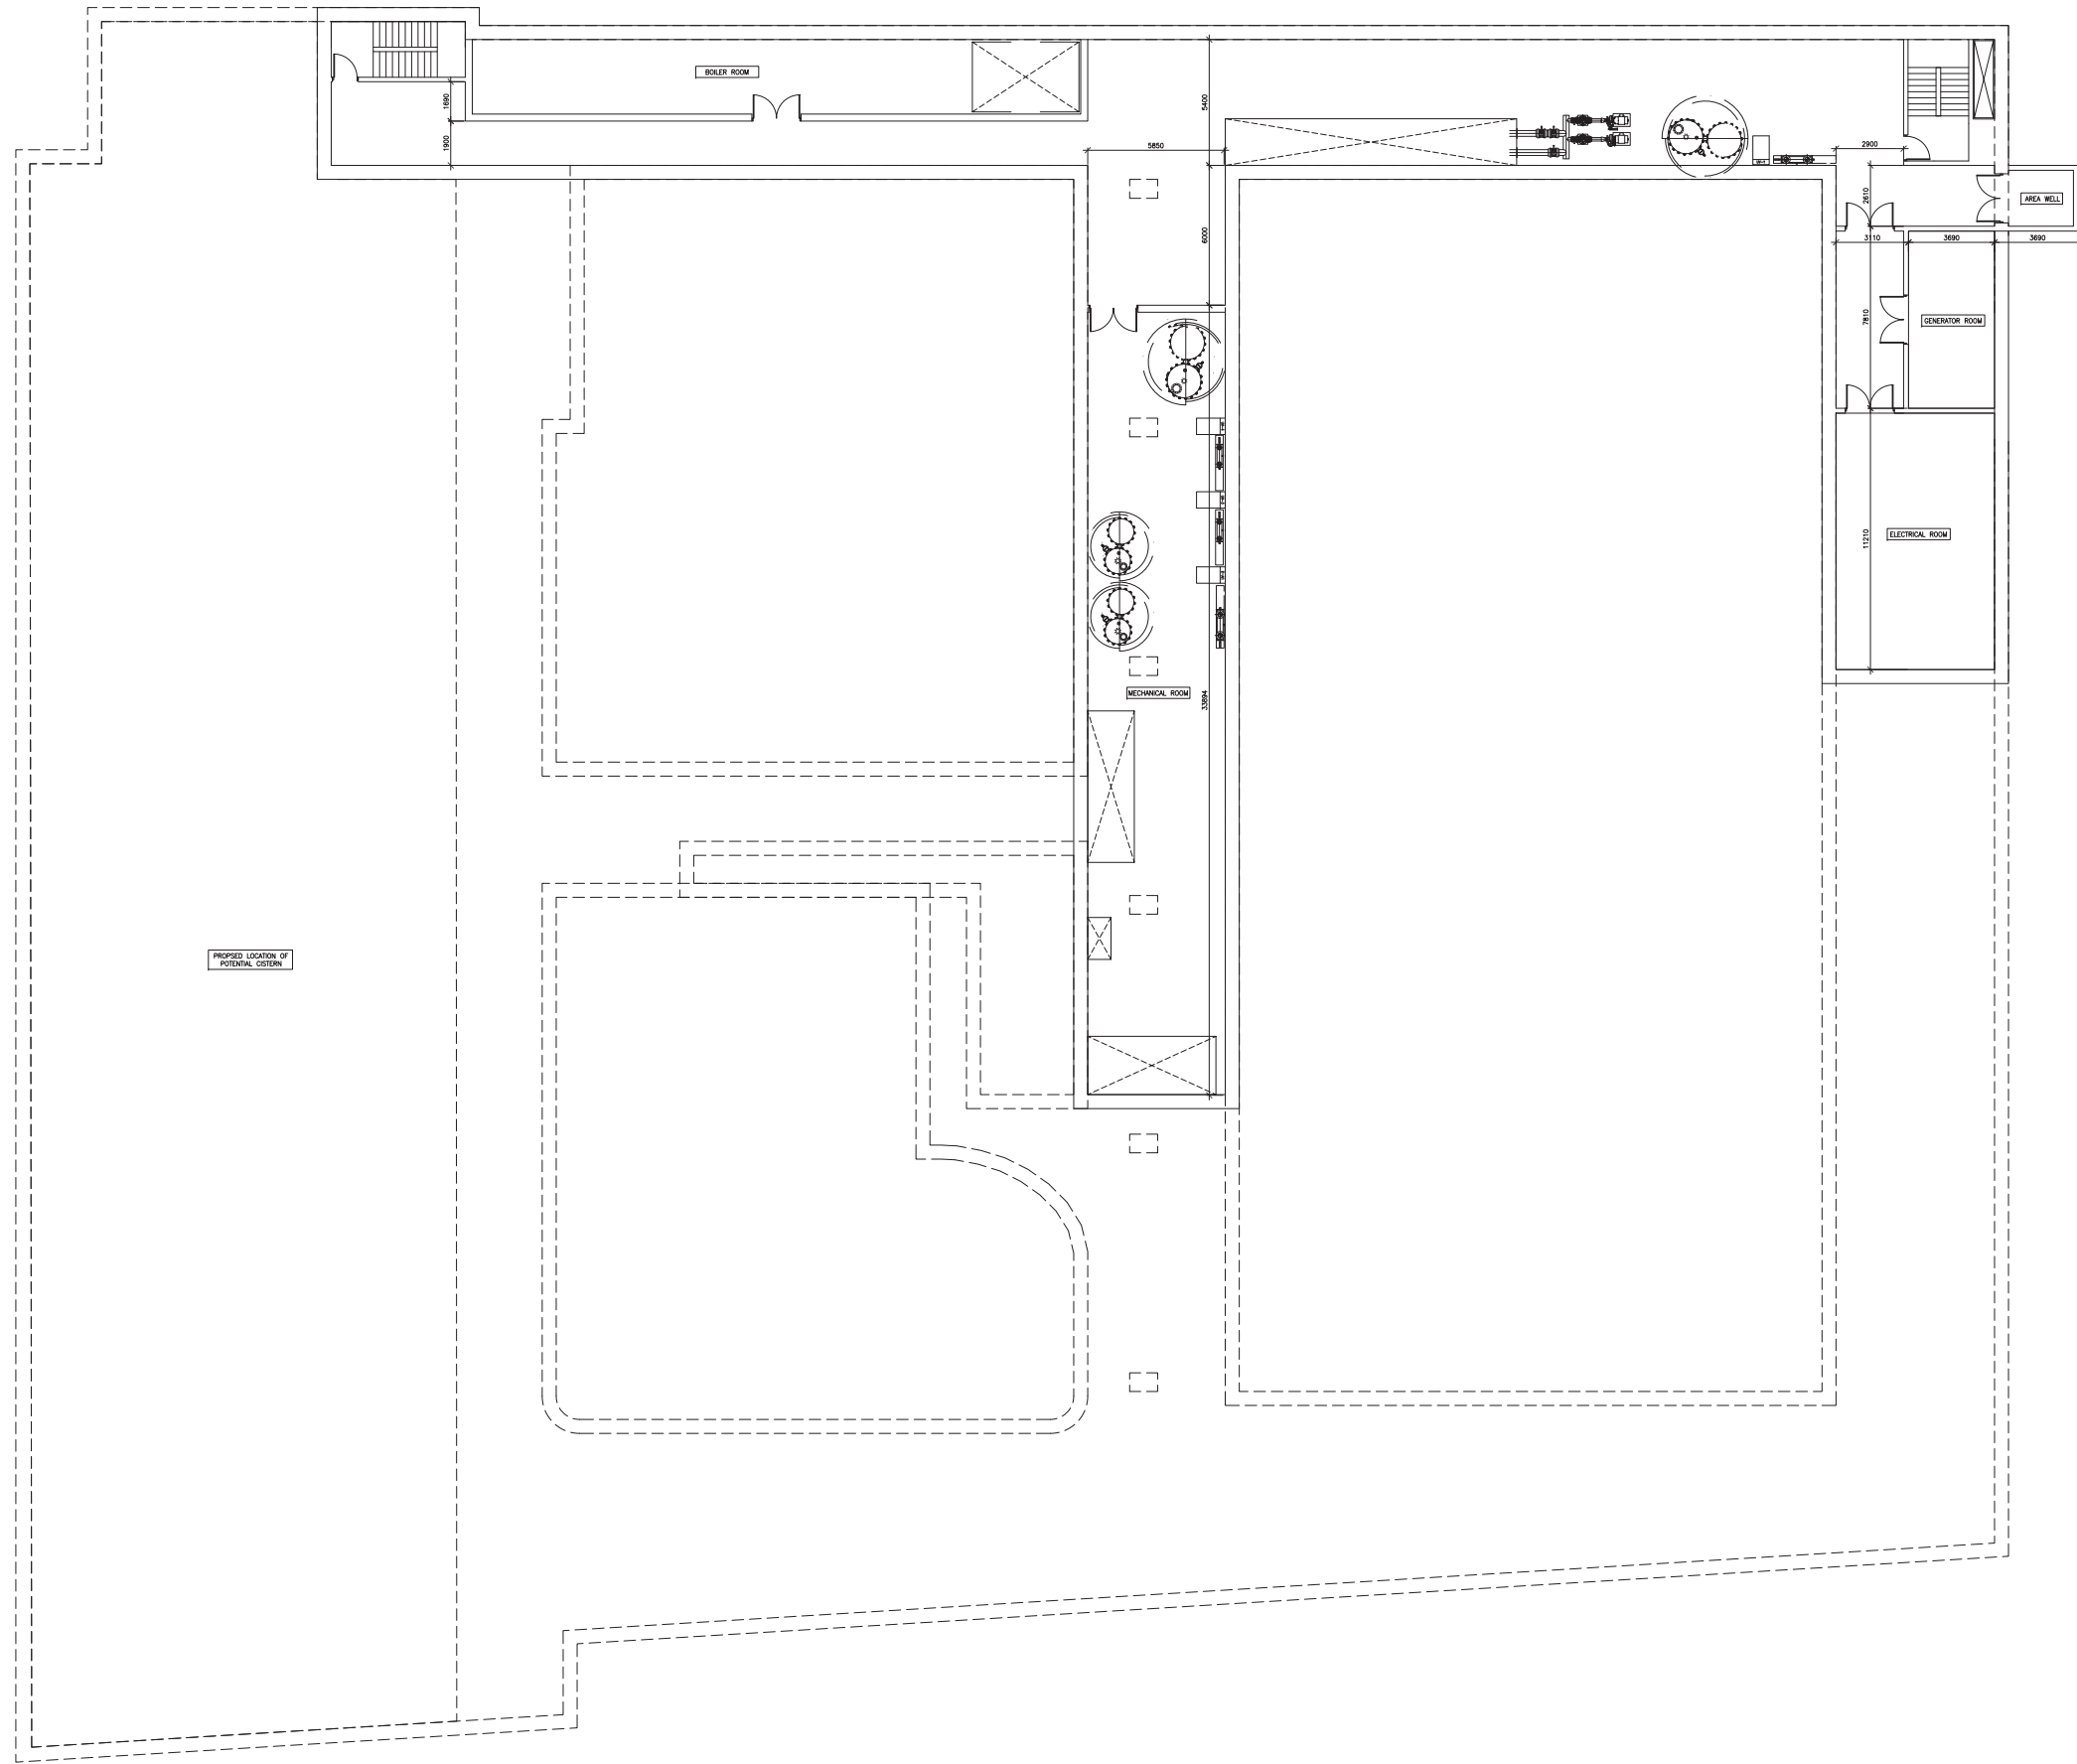 BOILER ROOM
1690
1900
5400
5850
2900
2610
AREA WELL
6000
3110
3690
3690
7810
GENERATOR ROOM
ELECTRICAL ROOM
11210
MECHANICAL ROOM
33894
PROPSED LOCATION OF
POTENTIAL CISTERN